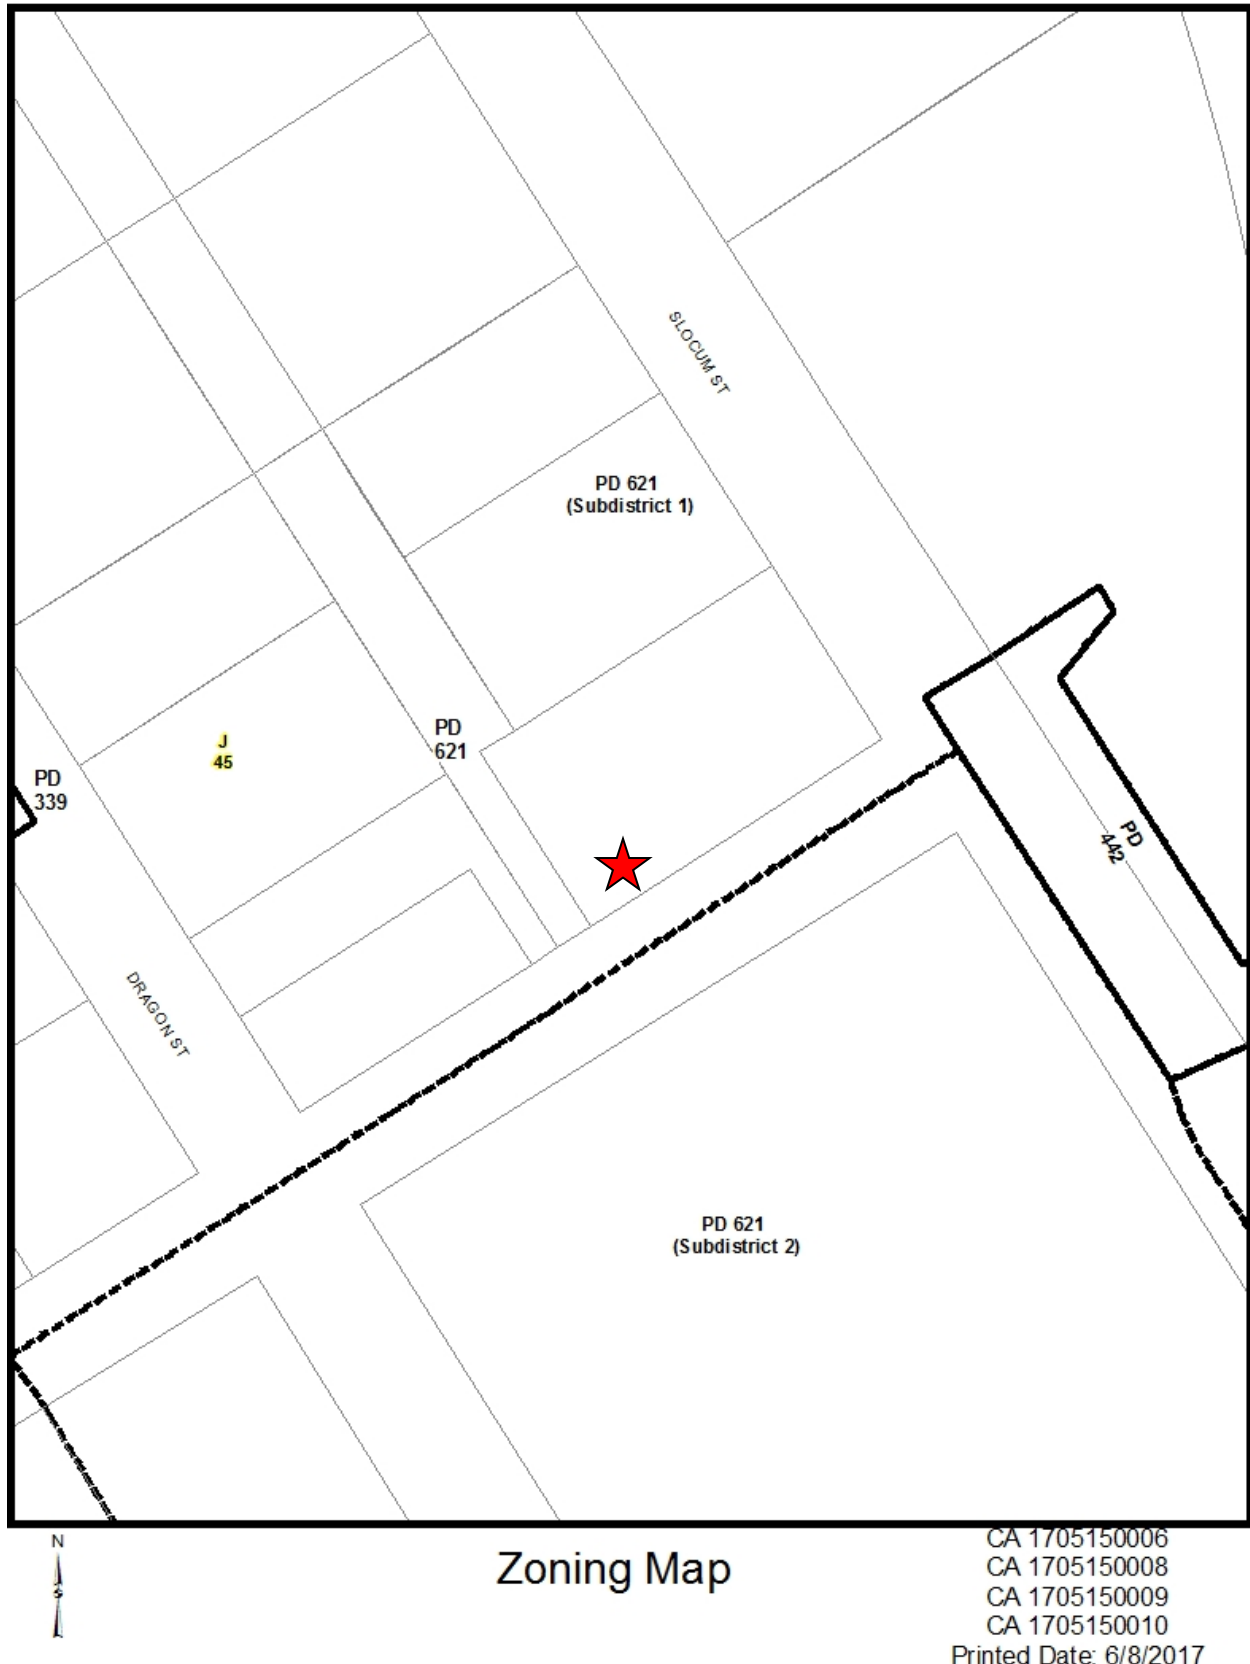 SLOCUM ST
PD 621
(Subdistrict 1)
PD
621
J
45
PD
339
PD
442
DRAGON ST
PD 621
(Subdistrict 2)
N
S
Zoning Map
CA 1705150006
CA 1705150008
CA 1705150009
CA 1705150010
Printed Date: 6/8/2017